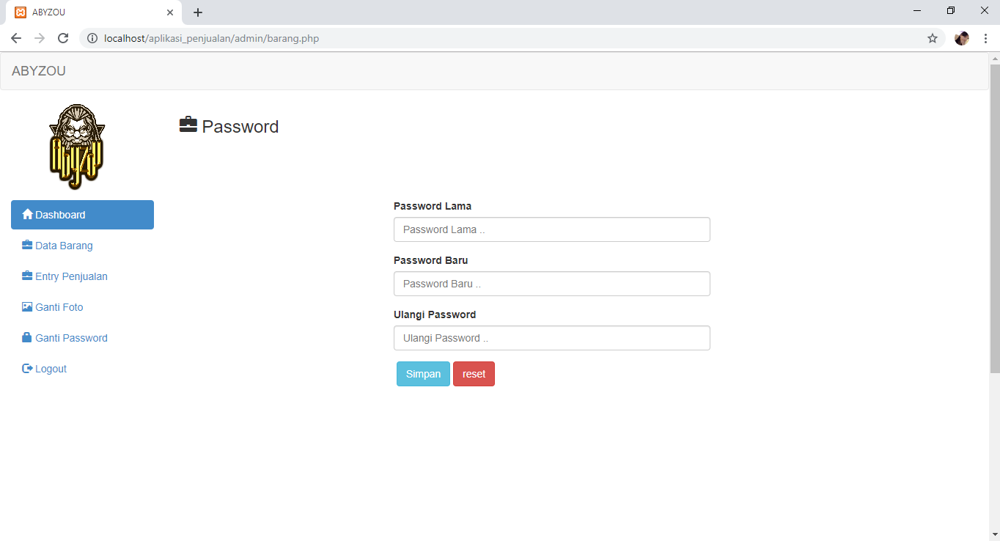 ABYZOU
localhost/aplikasi_penjualan/admin/barang.php
ABYZOU
Password
Dashboard
Data Barang
Entry Penjualan
Ganti Foto
Ganti Password
Logout
Password Lama
Password Lama ..
Password Baru
Password Baru ..
Ulangi Password
Ulangi Password ..
Simpan reset